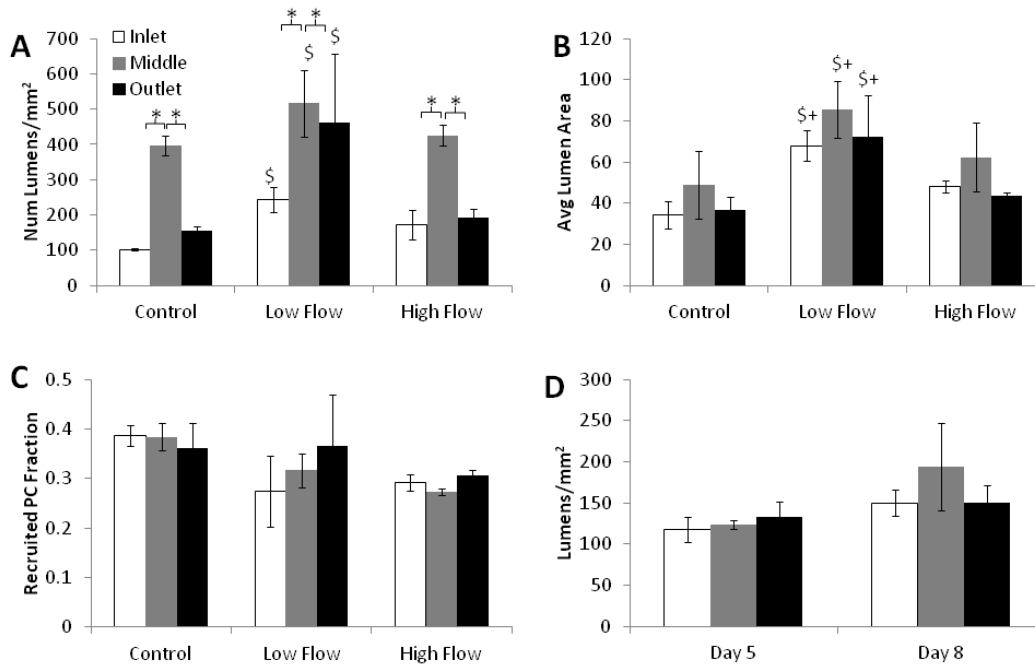 A
Num Lumens/mm²
700
600
500
400
300
200
100
0
Inlet
Middle
Outlet
* *
* *
* *
$
$ $
Control Low Flow High Flow
B
Avg Lumen Area
120
100
80
60
40
20
0
$+
$+
$+
Control Low Flow High Flow
C
Recruited PC Fraction
0.5
0.4
0.3
0.2
0.1
0
Control Low Flow High Flow
D
Lumens/mm²
300
250
200
150
100
50
0
Day 5 Day 8